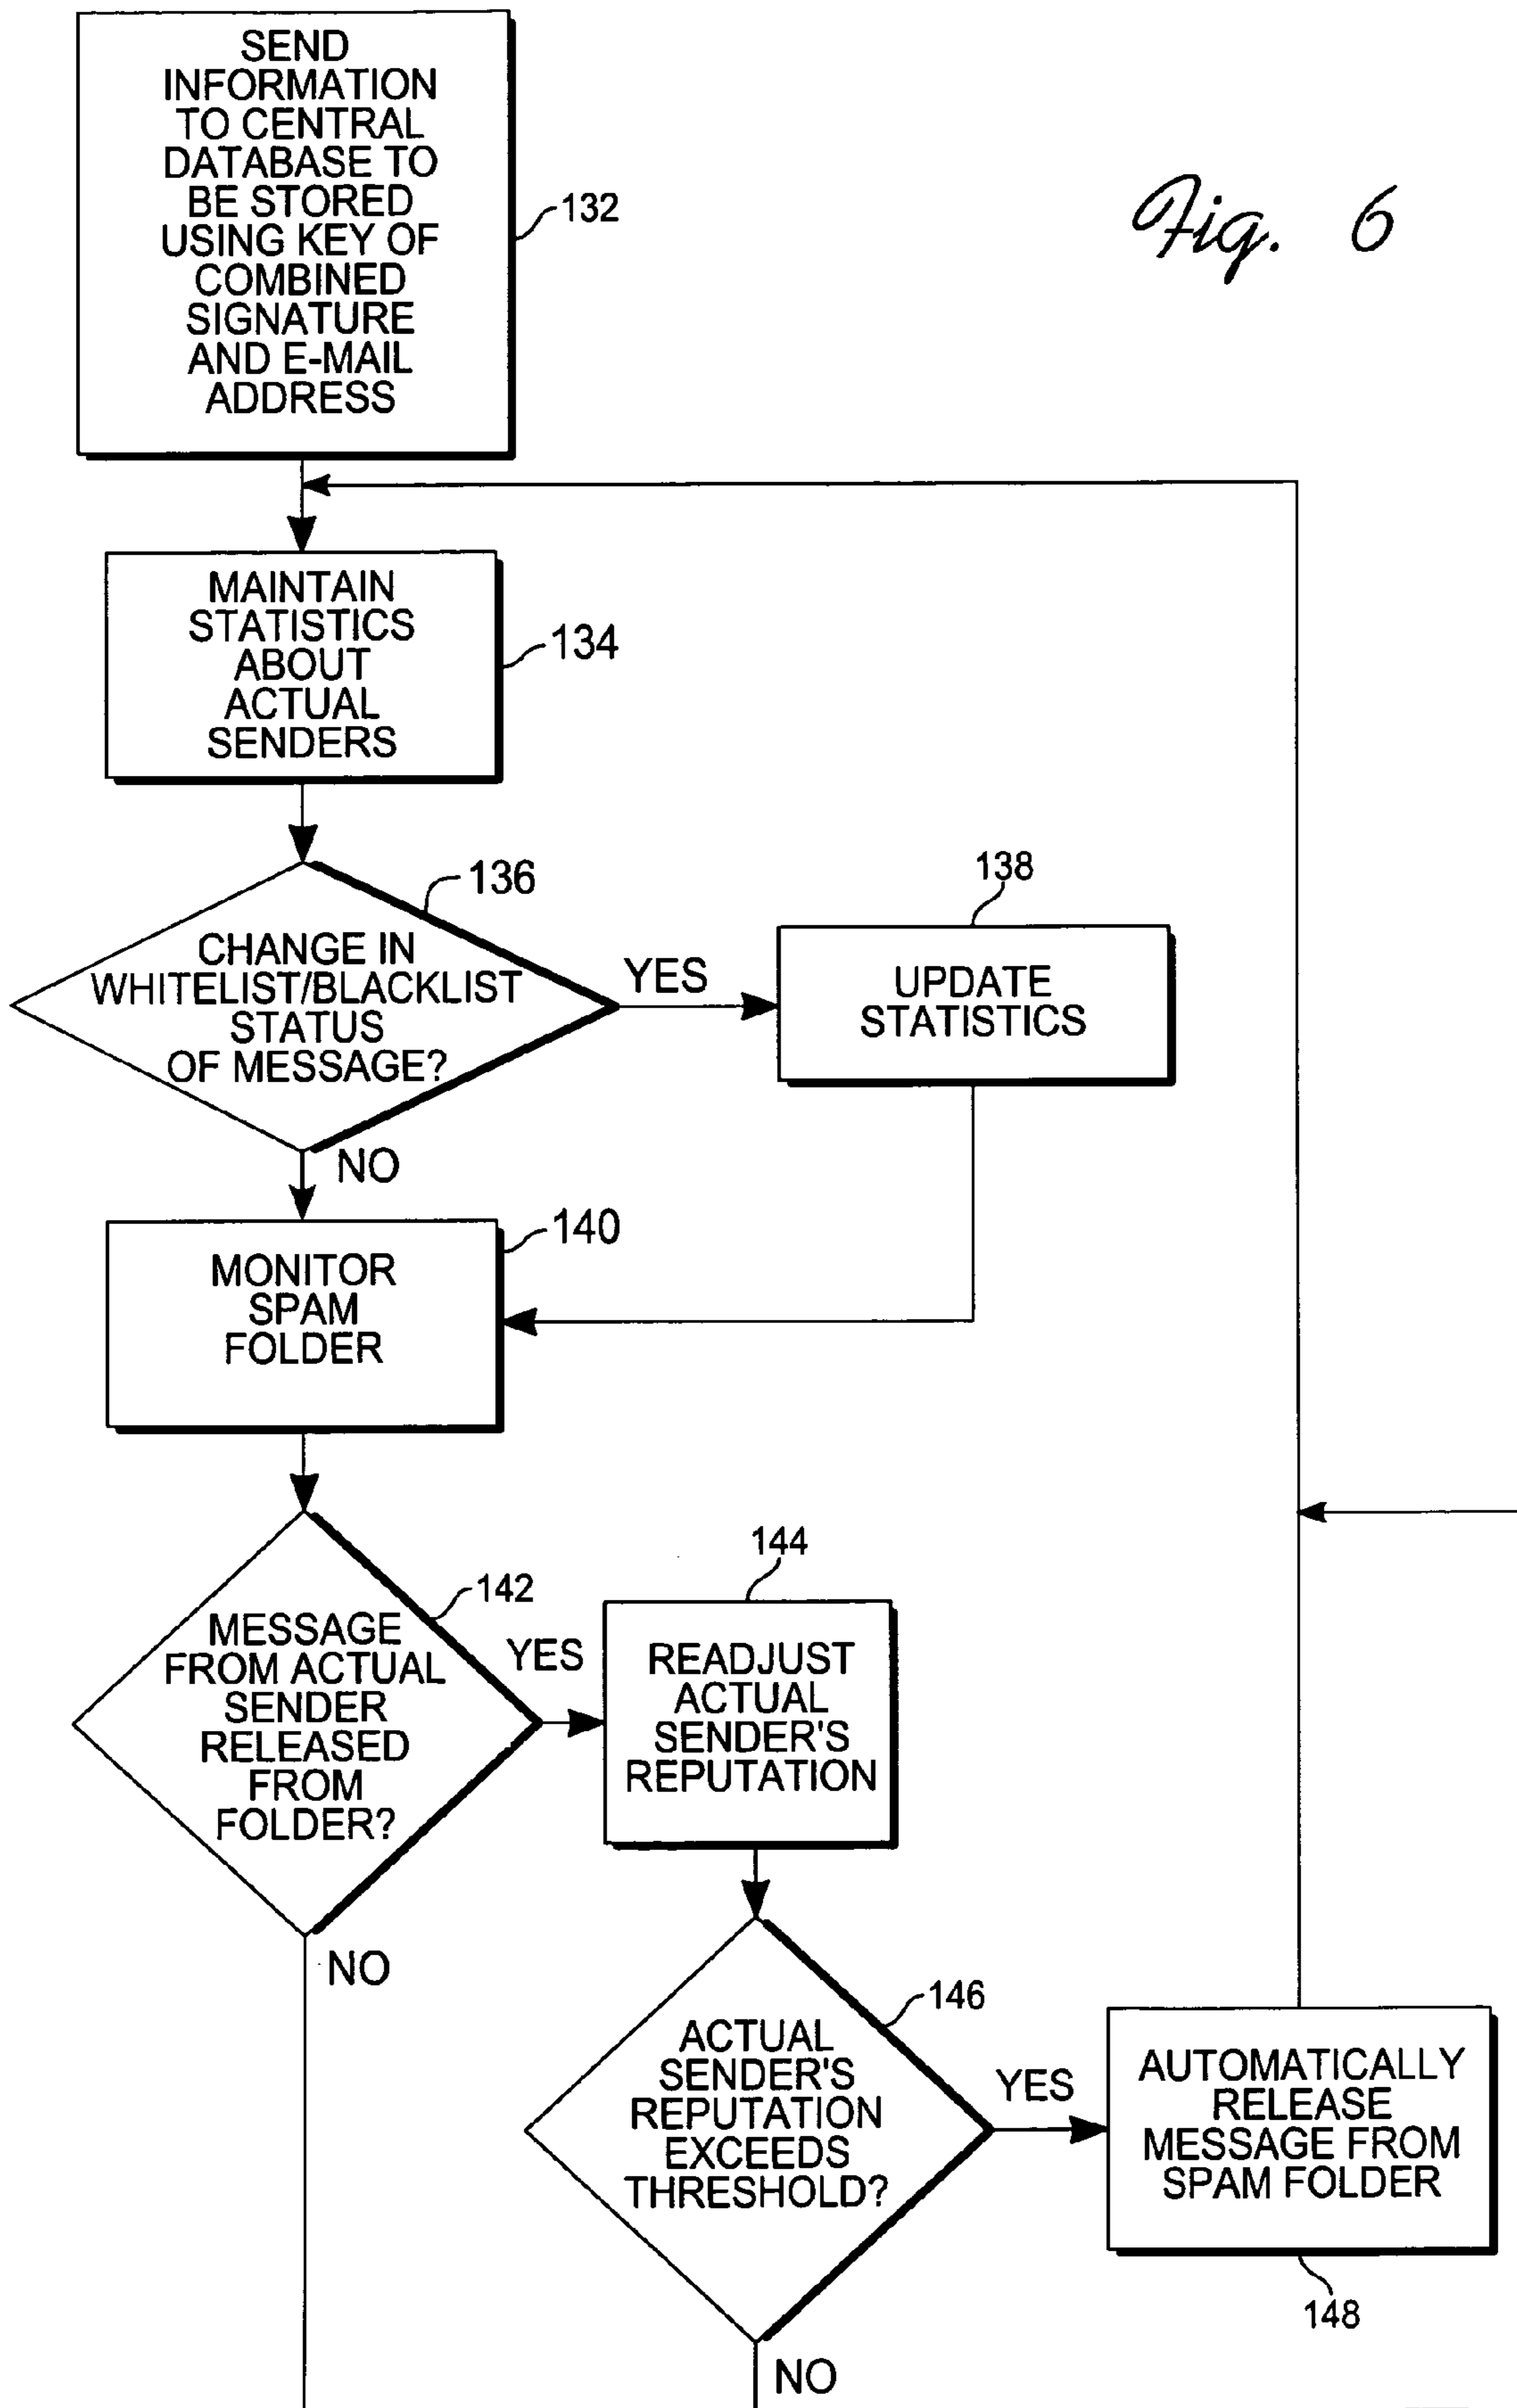 SEND
INFORMATION
TO CENTRAL
DATABASE TO
BE STORED
USING KEY OF
COMBINED
SIGNATURE
AND E-MAIL
ADDRESS
132
Fig. 6
MAINTAIN
STATISTICS
ABOUT
ACTUAL
SENDERS
134
136
CHANGE IN
WHITELIST/BLACKLIST
STATUS
OF MESSAGE?
YES
138
UPDATE
STATISTICS
NO
140
MONITOR
SPAM
FOLDER
142
MESSAGE
FROM ACTUAL
SENDER
RELEASED
FROM
FOLDER?
YES
144
READJUST
ACTUAL
SENDER'S
REPUTATION
NO
146
ACTUAL
SENDER'S
REPUTATION
EXCEEDS
THRESHOLD?
YES
AUTOMATICALLY
RELEASE
MESSAGE FROM
SPAM FOLDER
148
NO